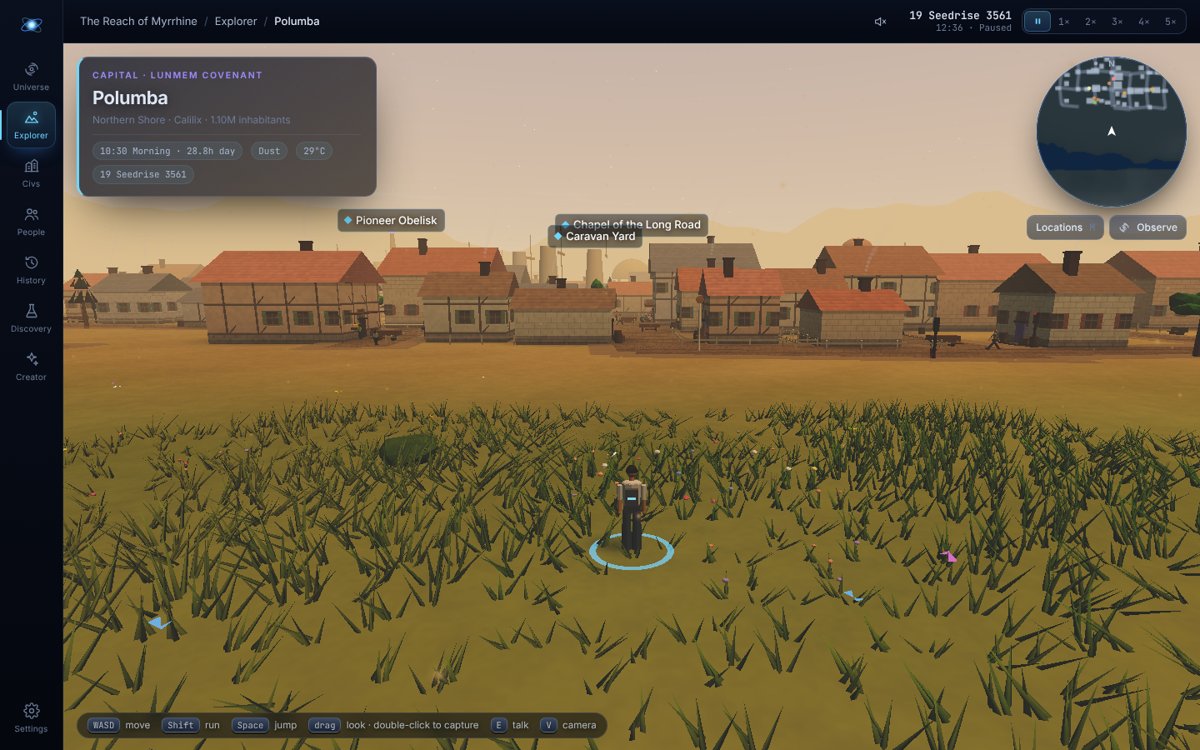 The Reach of Myrrhine / Explorer / Polumba
19 Seedrise 3561
12:36 · Paused
1× 2× 3× 4× 5×
Universe
Explorer
Civs
People
History
Discovery
Creator
Settings
CAPITAL · LUNMEM COVENANT
Polumba
Northern Shore · Calilix · 1.10M inhabitants
10:30 Morning · 28.8h day Dust 29°C
19 Seedrise 3561
N
Locations M Observe
Pioneer Obelisk
Chapel of the Long Road
Caravan Yard
WASD move Shift run Space jump drag look · double-click to capture E talk V camera